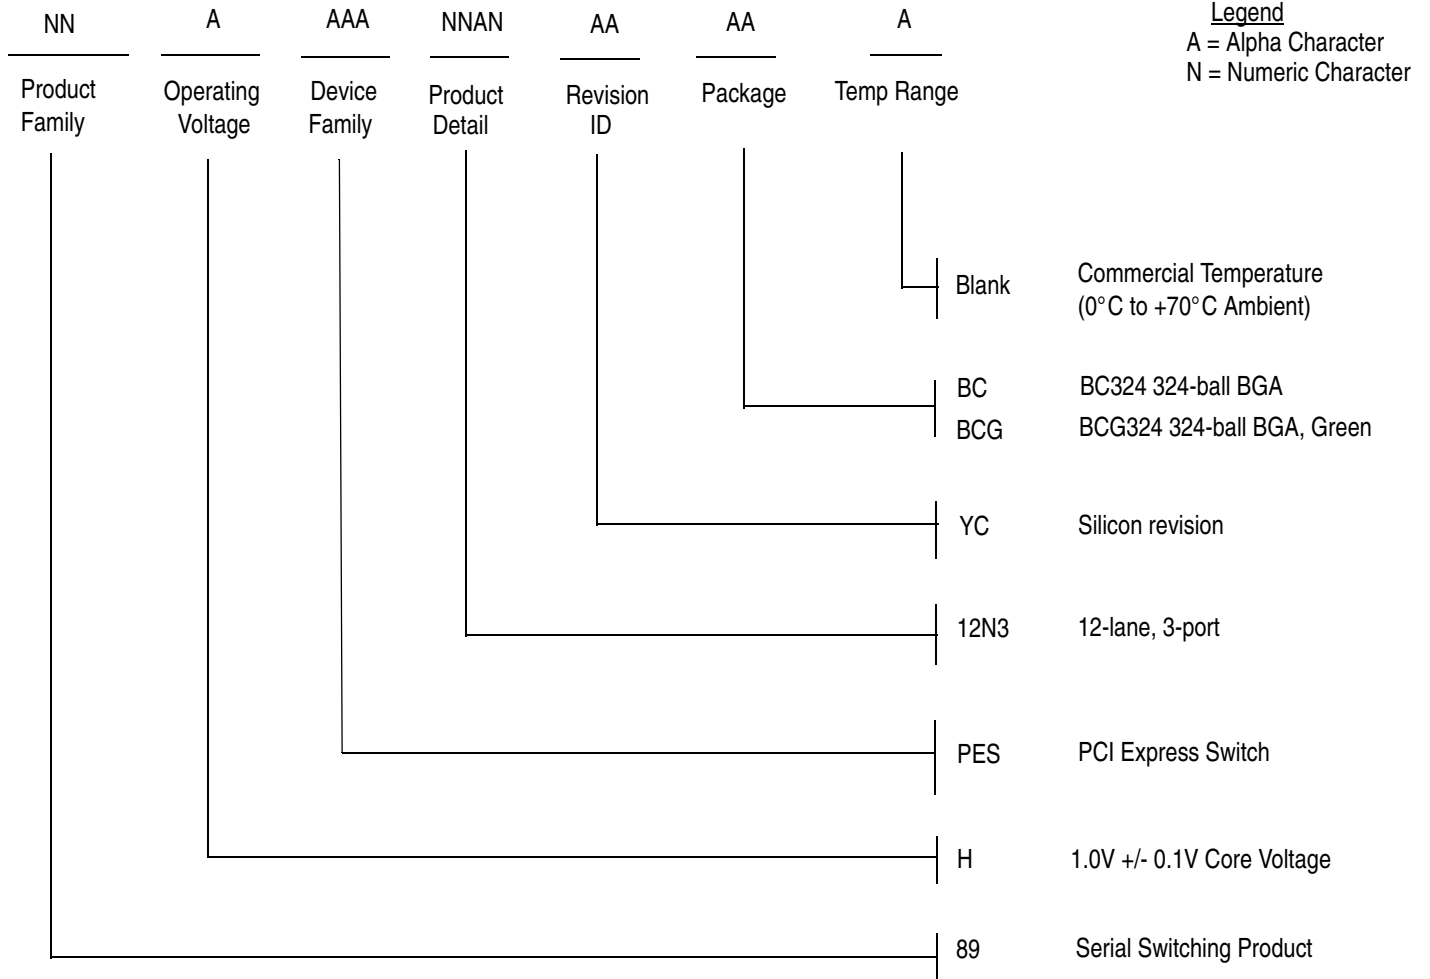 NN A AAA NNAN AA AA A
Legend
A = Alpha Character
N = Numeric Character
Product Family
Operating Voltage
Device Family
Product Detail
Revision ID
Package
Temp Range
Blank Commercial Temperature
(0°C to +70°C Ambient)
BC BC324 324-ball BGA
BCG BCG324 324-ball BGA, Green
YC Silicon revision
12N3 12-lane, 3-port
PES PCI Express Switch
H 1.0V +/- 0.1V Core Voltage
89 Serial Switching Product